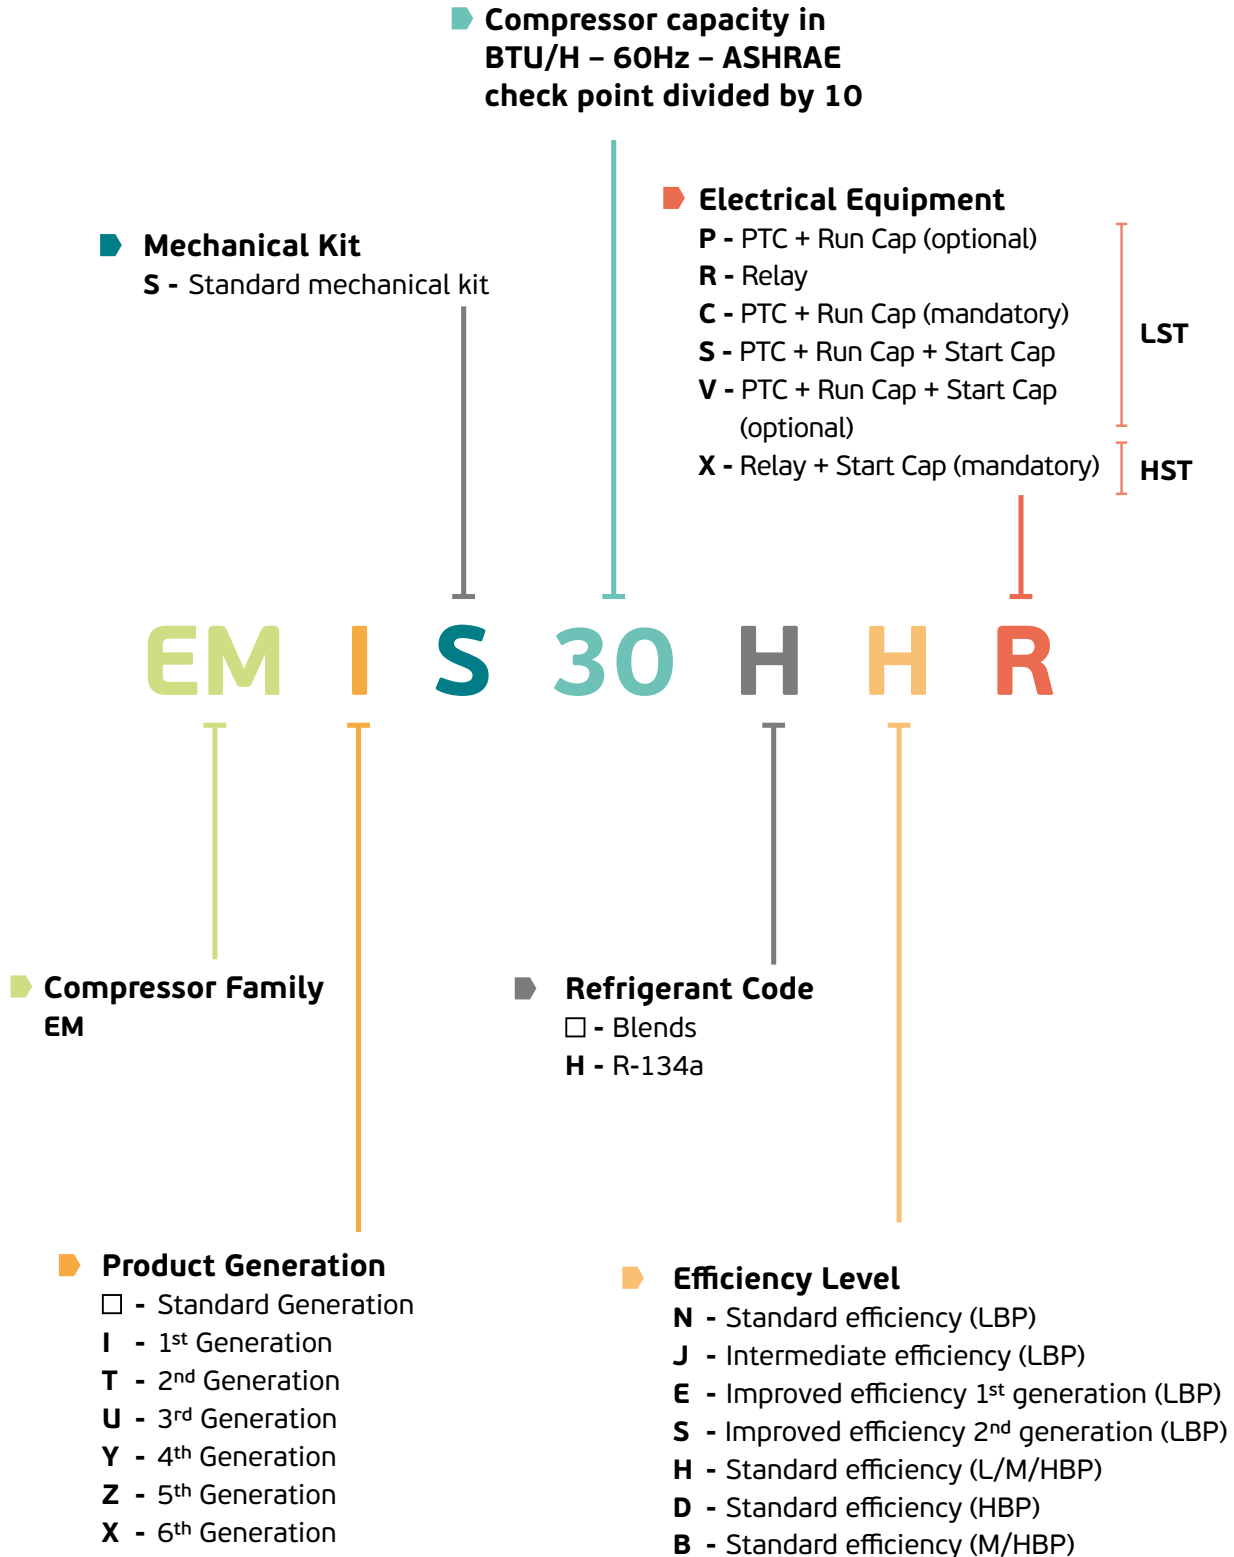 Compressor capacity in
BTU/H – 60Hz – ASHRAE
check point divided by 10
Electrical Equipment
P - PTC + Run Cap (optional)
R - Relay
C - PTC + Run Cap (mandatory)
S - PTC + Run Cap + Start Cap
V - PTC + Run Cap + Start Cap
(optional)
X - Relay + Start Cap (mandatory)
LST
HST
Mechanical Kit
S - Standard mechanical kit
EM I S 30 H H R
Compressor Family
EM
Refrigerant Code
□ - Blends
H - R-134a
Product Generation
□ - Standard Generation
I - 1st Generation
T - 2nd Generation
U - 3rd Generation
Y - 4th Generation
Z - 5th Generation
X - 6th Generation
Efficiency Level
N - Standard efficiency (LBP)
J - Intermediate efficiency (LBP)
E - Improved efficiency 1st generation (LBP)
S - Improved efficiency 2nd generation (LBP)
H - Standard efficiency (L/M/HBP)
D - Standard efficiency (HBP)
B - Standard efficiency (M/HBP)